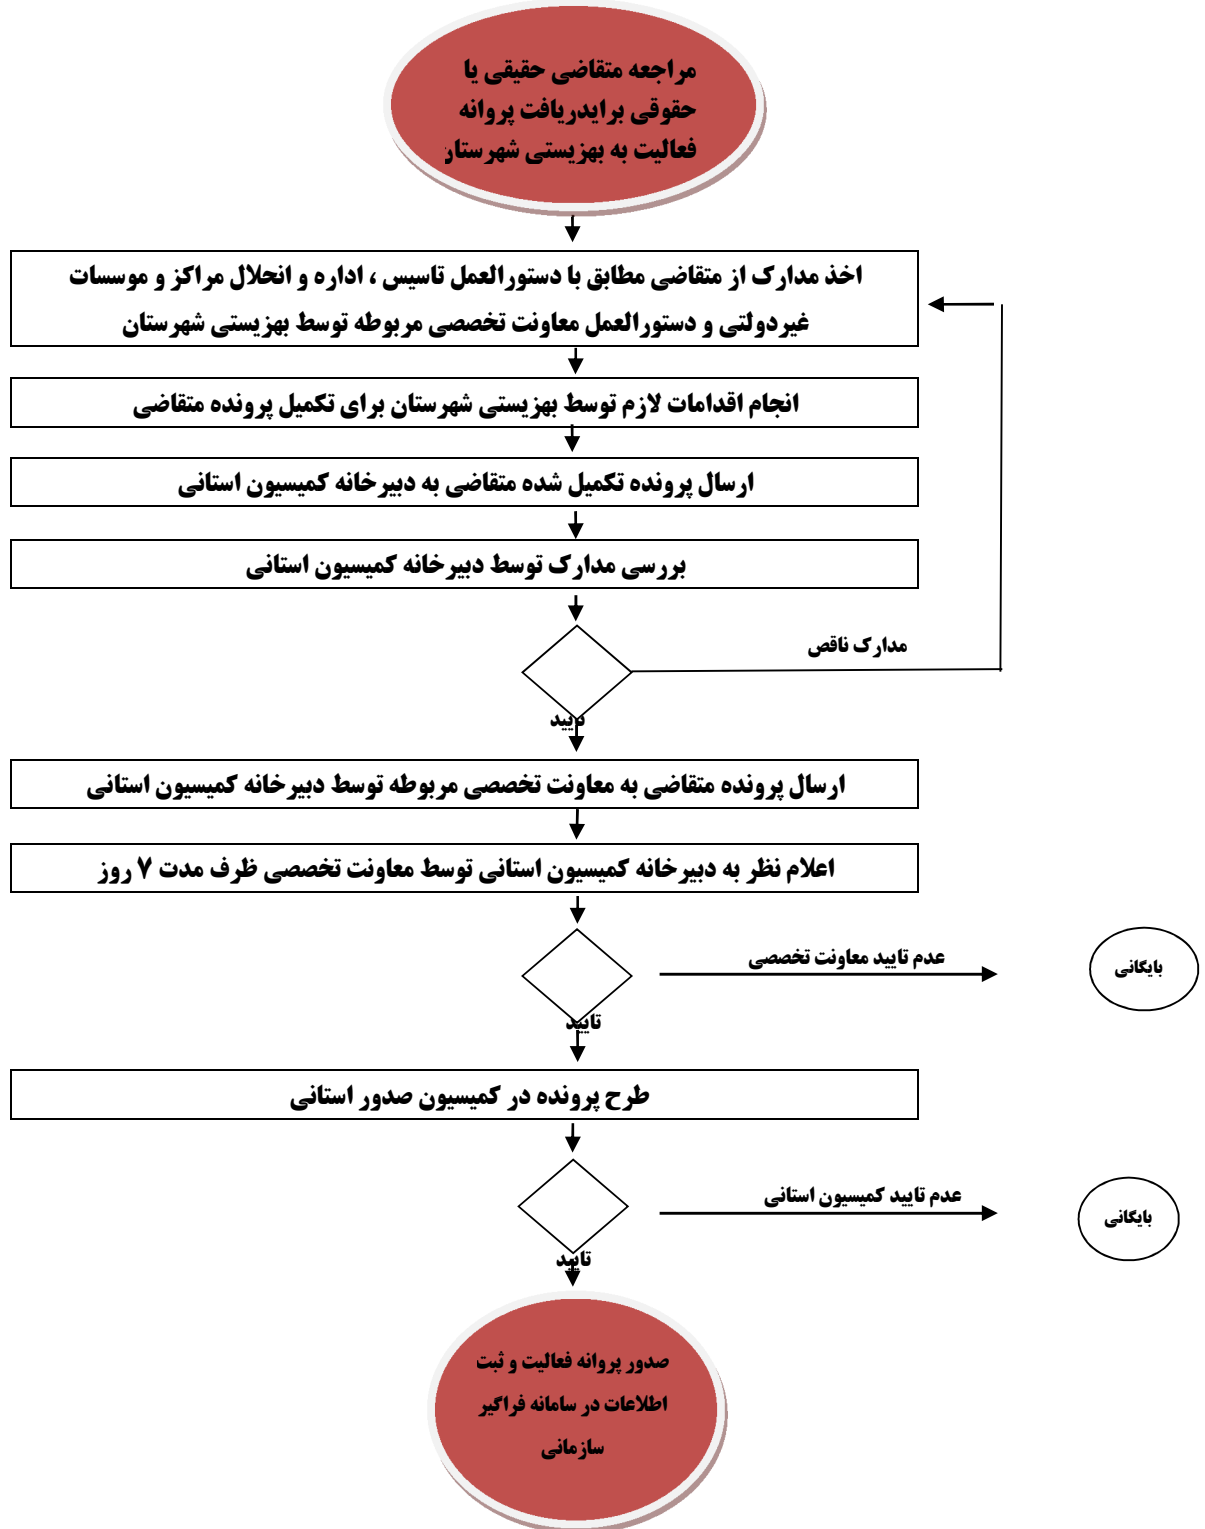 مراجعه متقاضی حقیقی یا
حقوقی برایدریافت پروانه
فعالیت به بهزیستی شهرستان
اخذ مدارک از متقاضی مطابق با دستورالعمل تاسیس ، اداره و انحلال مراکز و موسسات
غیردولتی و دستورالعمل معاونت تخصصی مربوطه توسط بهزیستی شهرستان
انجام اقدامات لازم توسط بهزیستی شهرستان برای تکمیل پرونده متقاضی
ارسال پرونده تکمیل شده متقاضی به دبیرخانه کمیسیون استانی
بررسی مدارک توسط دبیرخانه کمیسیون استانی
مدارک ناقص
تایید
ارسال پرونده متقاضی به معاونت تخصصی مربوطه توسط دبیرخانه کمیسیون استانی
اعلام نظر به دبیرخانه کمیسیون استانی توسط معاونت تخصصی ظرف مدت ۷ روز
عدم تایید معاونت تخصصی
بایگانی
تایید
طرح پرونده در کمیسیون صدور استانی
عدم تایید کمیسیون استانی
بایگانی
تایید
صدور پروانه فعالیت و ثبت
اطلاعات در سامانه فراگیر
سازمانی